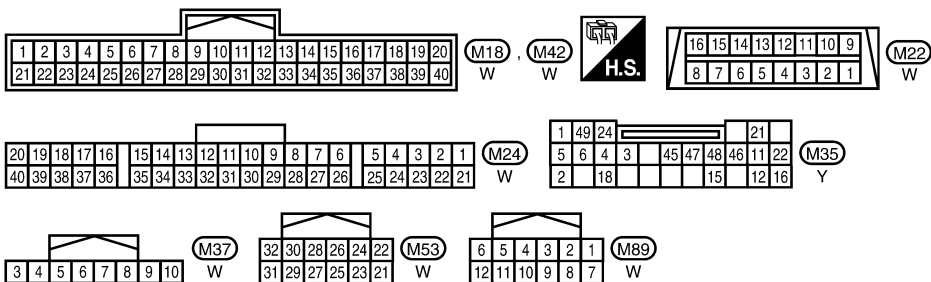 1 2 3 4 5 6 7 8 9 10 11 12 13 14 15 16 17 18 19 20
21 22 23 24 25 26 27 28 29 30 31 32 33 34 35 36 37 38 39 40
M18 , M42
W
H.S.
16 15 14 13 12 11 10 9
8 7 6 5 4 3 2 1
M22
W
20 19 18 17 16 15 14 13 12 11 10 9 8 7 6 5 4 3 2 1
40 39 38 37 36 35 34 33 32 31 30 29 28 27 26 25 24 23 22 21
M24
W
1 49 24 21
5 6 4 3 45 47 48 46 11 22
2 18 15 12 16
M35
Y
3 4 5 6 7 8 9 10
M37
W
32 30 28 26 24 22
31 29 27 25 23 21
M53
W
6 5 4 3 2 1
12 11 10 9 8 7
M89
W